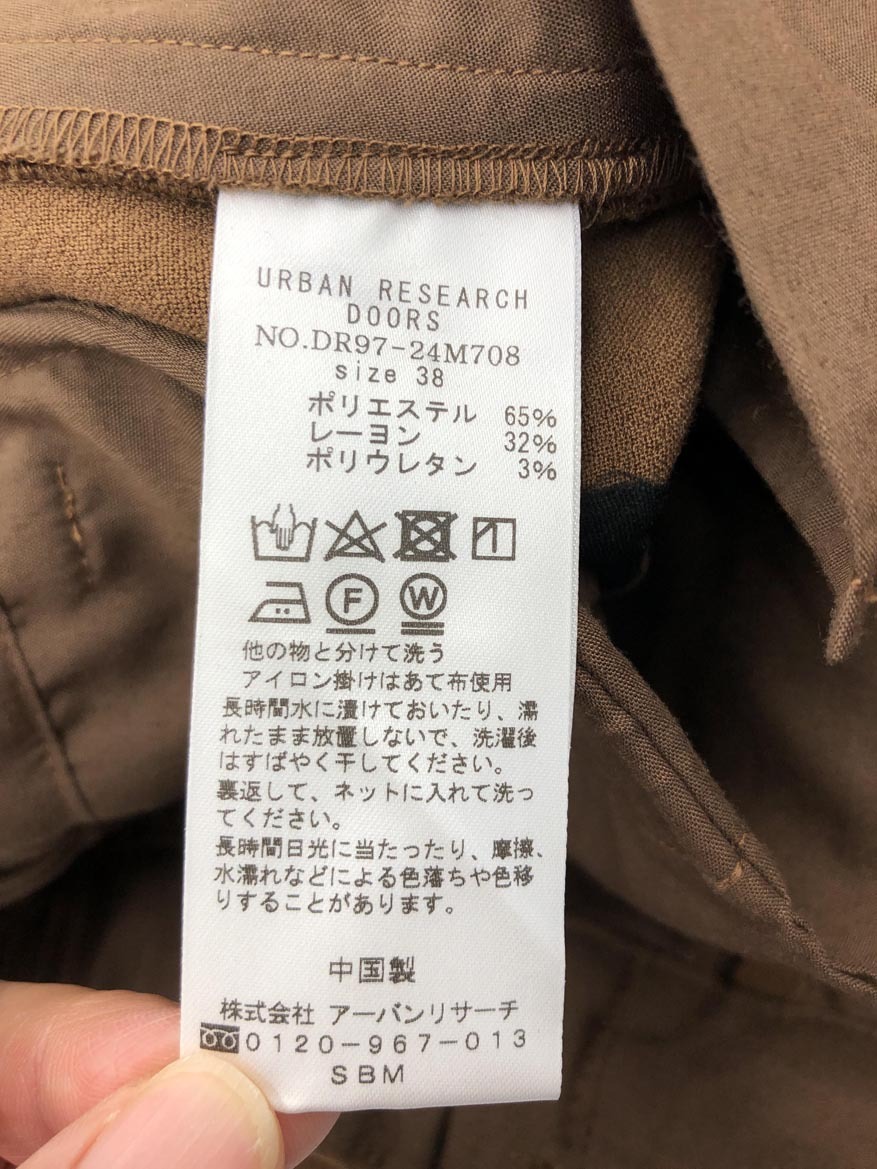 URBAN RESEARCH
DOORS
NO.DR97-24M708
size 38
ポリエステル 65%
レーヨン 32%
ポリウレタン 3%
F W
他の物と分けて洗う
アイロン掛けはあて布使用
長時間水に漬けておいたり、濡
れたまま放置しないで、洗濯後
はすばやく干してください。
裏返して、ネットに入れて洗っ
てください。
長時間日光に当たったり、摩擦、
水濡れなどによる色落ちや色移
りすることがあります。
中国製
株式会社 アーバンリサーチ
0120-967-013
SBM